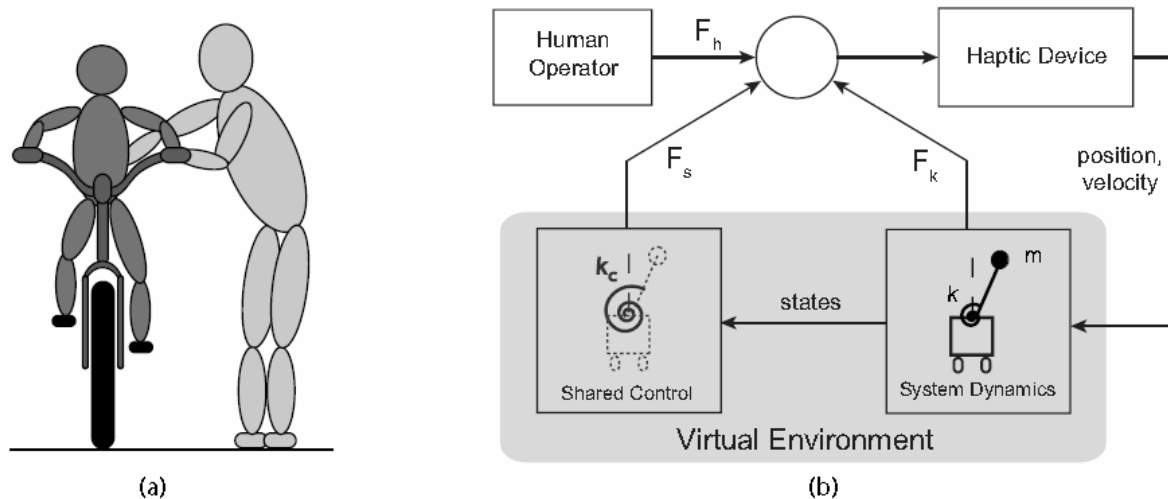 Human
Operator
F_h
Haptic Device
F_s
F_k
position,
velocity
k_c
m
k
states
Shared Control
System Dynamics
Virtual Environment
(a)
(b)